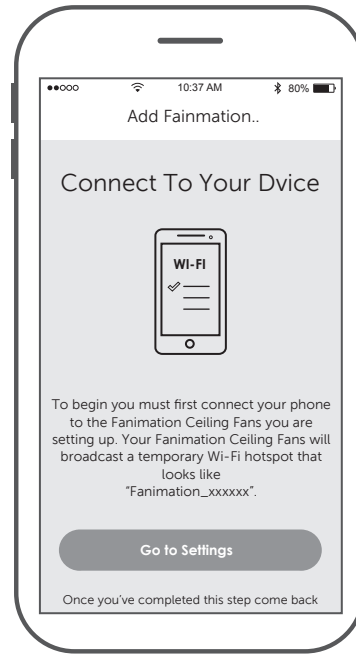 10:37 AM
80%
Add Fainmation..
Connect To Your Dvice
WI-FI
To begin you must first connect your phone
to the Fanimation Ceiling Fans you are
setting up. Your Fanimation Ceiling Fans will
broadcast a temporary Wi-Fi hotspot that
looks like
“Fanimation_xxxxxx”.
Go to Settings
Once you’ve completed this step come back